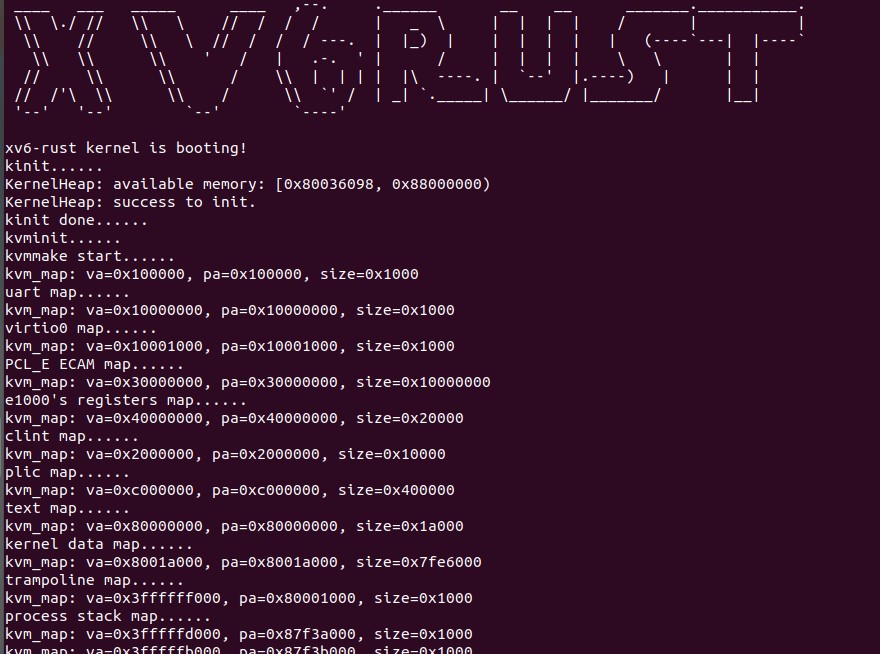 XV6RUST
xv6-rust kernel is booting!
kinit......
KernelHeap: available memory: [0x80036098, 0x88000000)
KernelHeap: success to init.
kinit done......
kvminit......
kvmmake start......
kvm_map: va=0x100000, pa=0x100000, size=0x1000
uart map......
kvm_map: va=0x10000000, pa=0x10000000, size=0x1000
virtio0 map......
kvm_map: va=0x10001000, pa=0x10001000, size=0x1000
PCL_E ECAM map......
kvm_map: va=0x30000000, pa=0x30000000, size=0x10000000
e1000's registers map......
kvm_map: va=0x40000000, pa=0x40000000, size=0x20000
clint map......
kvm_map: va=0x2000000, pa=0x2000000, size=0x10000
plic map......
kvm_map: va=0xc000000, pa=0xc000000, size=0x400000
text map......
kvm_map: va=0x80000000, pa=0x80000000, size=0x1a000
kernel data map......
kvm_map: va=0x8001a000, pa=0x8001a000, size=0x7fe6000
trampoline map......
kvm_map: va=0x3ffffff000, pa=0x80001000, size=0x1000
process stack map......
kvm_map: va=0x3fffffd000, pa=0x87f3a000, size=0x1000
kvm_map: va=0x3fffffb000, pa=0x87f3b000, size=0x1000